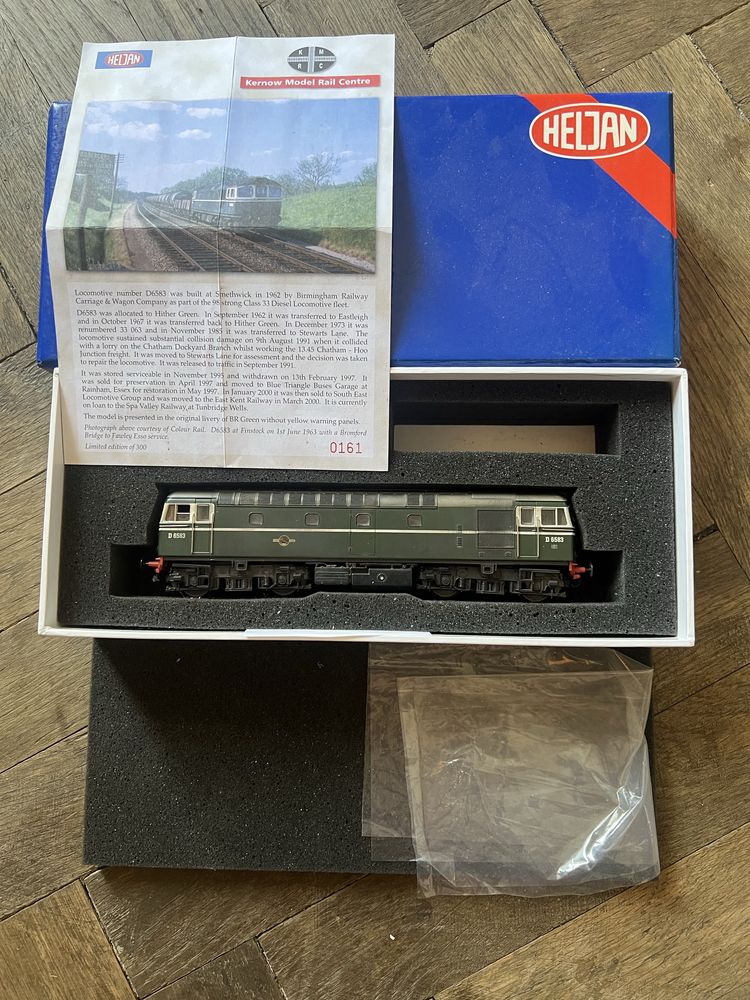 HELJAN
K M
R C
Kernow Model Rail Centre
HELJAN
Locomotive number D6583 was built at Smethwick in 1962 by Birmingham Railway
Carriage & Wagon Company as part of the 98 strong Class 33 Diesel Locomotive fleet.
D6583 was allocated to Hither Green. In September 1962 it was transferred to Eastleigh
and in October 1967 it was transferred back to Hither Green. In December 1973 it was
renumbered 33 063 and in November 1985 it was transferred to Stewarts Lane. The
locomotive sustained substantial collision damage on 9th August 1991 when it collided
with a lorry on the Chatham Dockyard Branch whilst working the 13.45 Chatham - Hoo
Junction freight. It was moved to Stewarts Lane for assessment and the decision was taken
to repair the locomotive. It was released to traffic in September 1991.
It was stored serviceable in November 1995 and withdrawn on 13th February 1997. It
was sold for preservation in April 1997 and moved to Blue Triangle Buses Garage at
Rainham, Essex for restoration in May 1997. In January 2000 it was then sold to South East
Locomotive Group and was moved to the East Kent Railway in March 2000. It is currently
on loan to the Spa Valley Railway, at Tunbridge Wells.
The model is presented in the original livery of BR Green without yellow warning panels.
Photograph above courtesy of Colour Rail. D6583 at Finstock on 1st June 1963 with a Bromford
Bridge to Fawley Esso service.
Limited edition of 300
0161
D 6583
D 6583